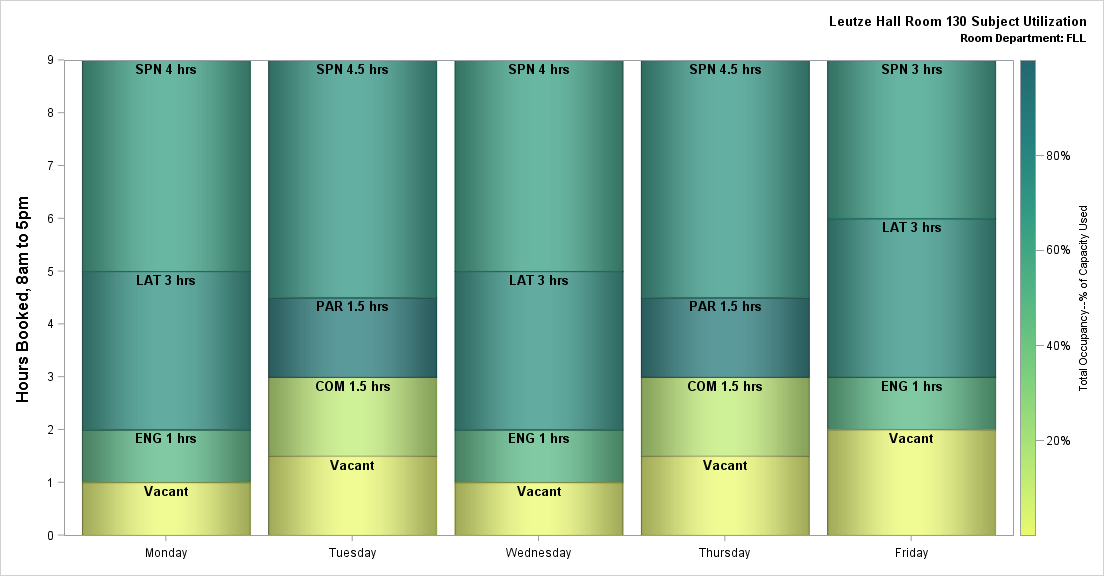 Leutze Hall Room 130 Subject Utilization
Room Department: FLL
Hours Booked, 8am to 5pm
9
8
7
6
5
4
3
2
1
0
SPN 4 hrs
LAT 3 hrs
ENG 1 hrs
Vacant
Monday
SPN 4.5 hrs
PAR 1.5 hrs
COM 1.5 hrs
Vacant
Tuesday
SPN 4 hrs
LAT 3 hrs
ENG 1 hrs
Vacant
Wednesday
SPN 4.5 hrs
PAR 1.5 hrs
COM 1.5 hrs
Vacant
Thursday
SPN 3 hrs
LAT 3 hrs
ENG 1 hrs
Vacant
Friday
80%
60%
40%
20%
Total Occupancy--% of Capacity Used